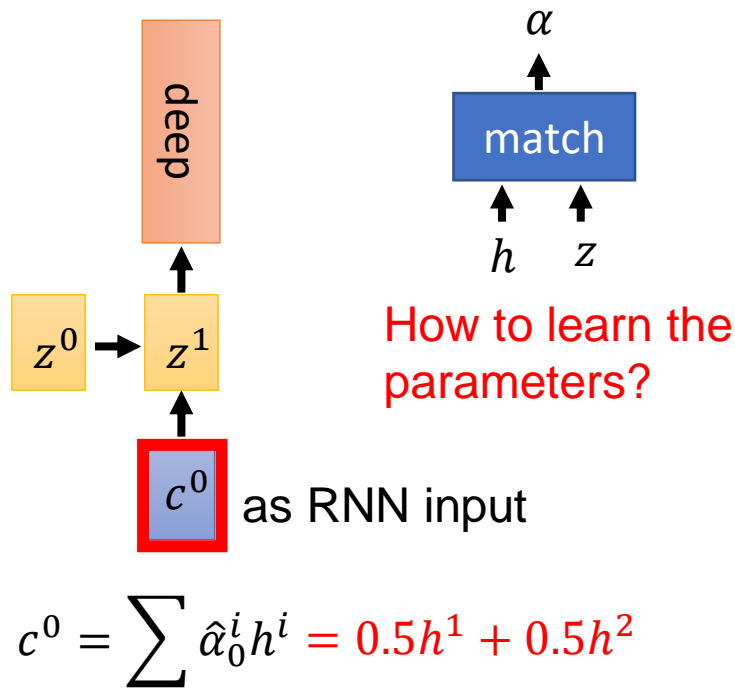 deep
α
match
h z
z⁰
z¹
How to learn the
parameters?
c⁰
as RNN input
c⁰ = ∑ α̂₀ⁱhⁱ = 0.5h¹ + 0.5h²